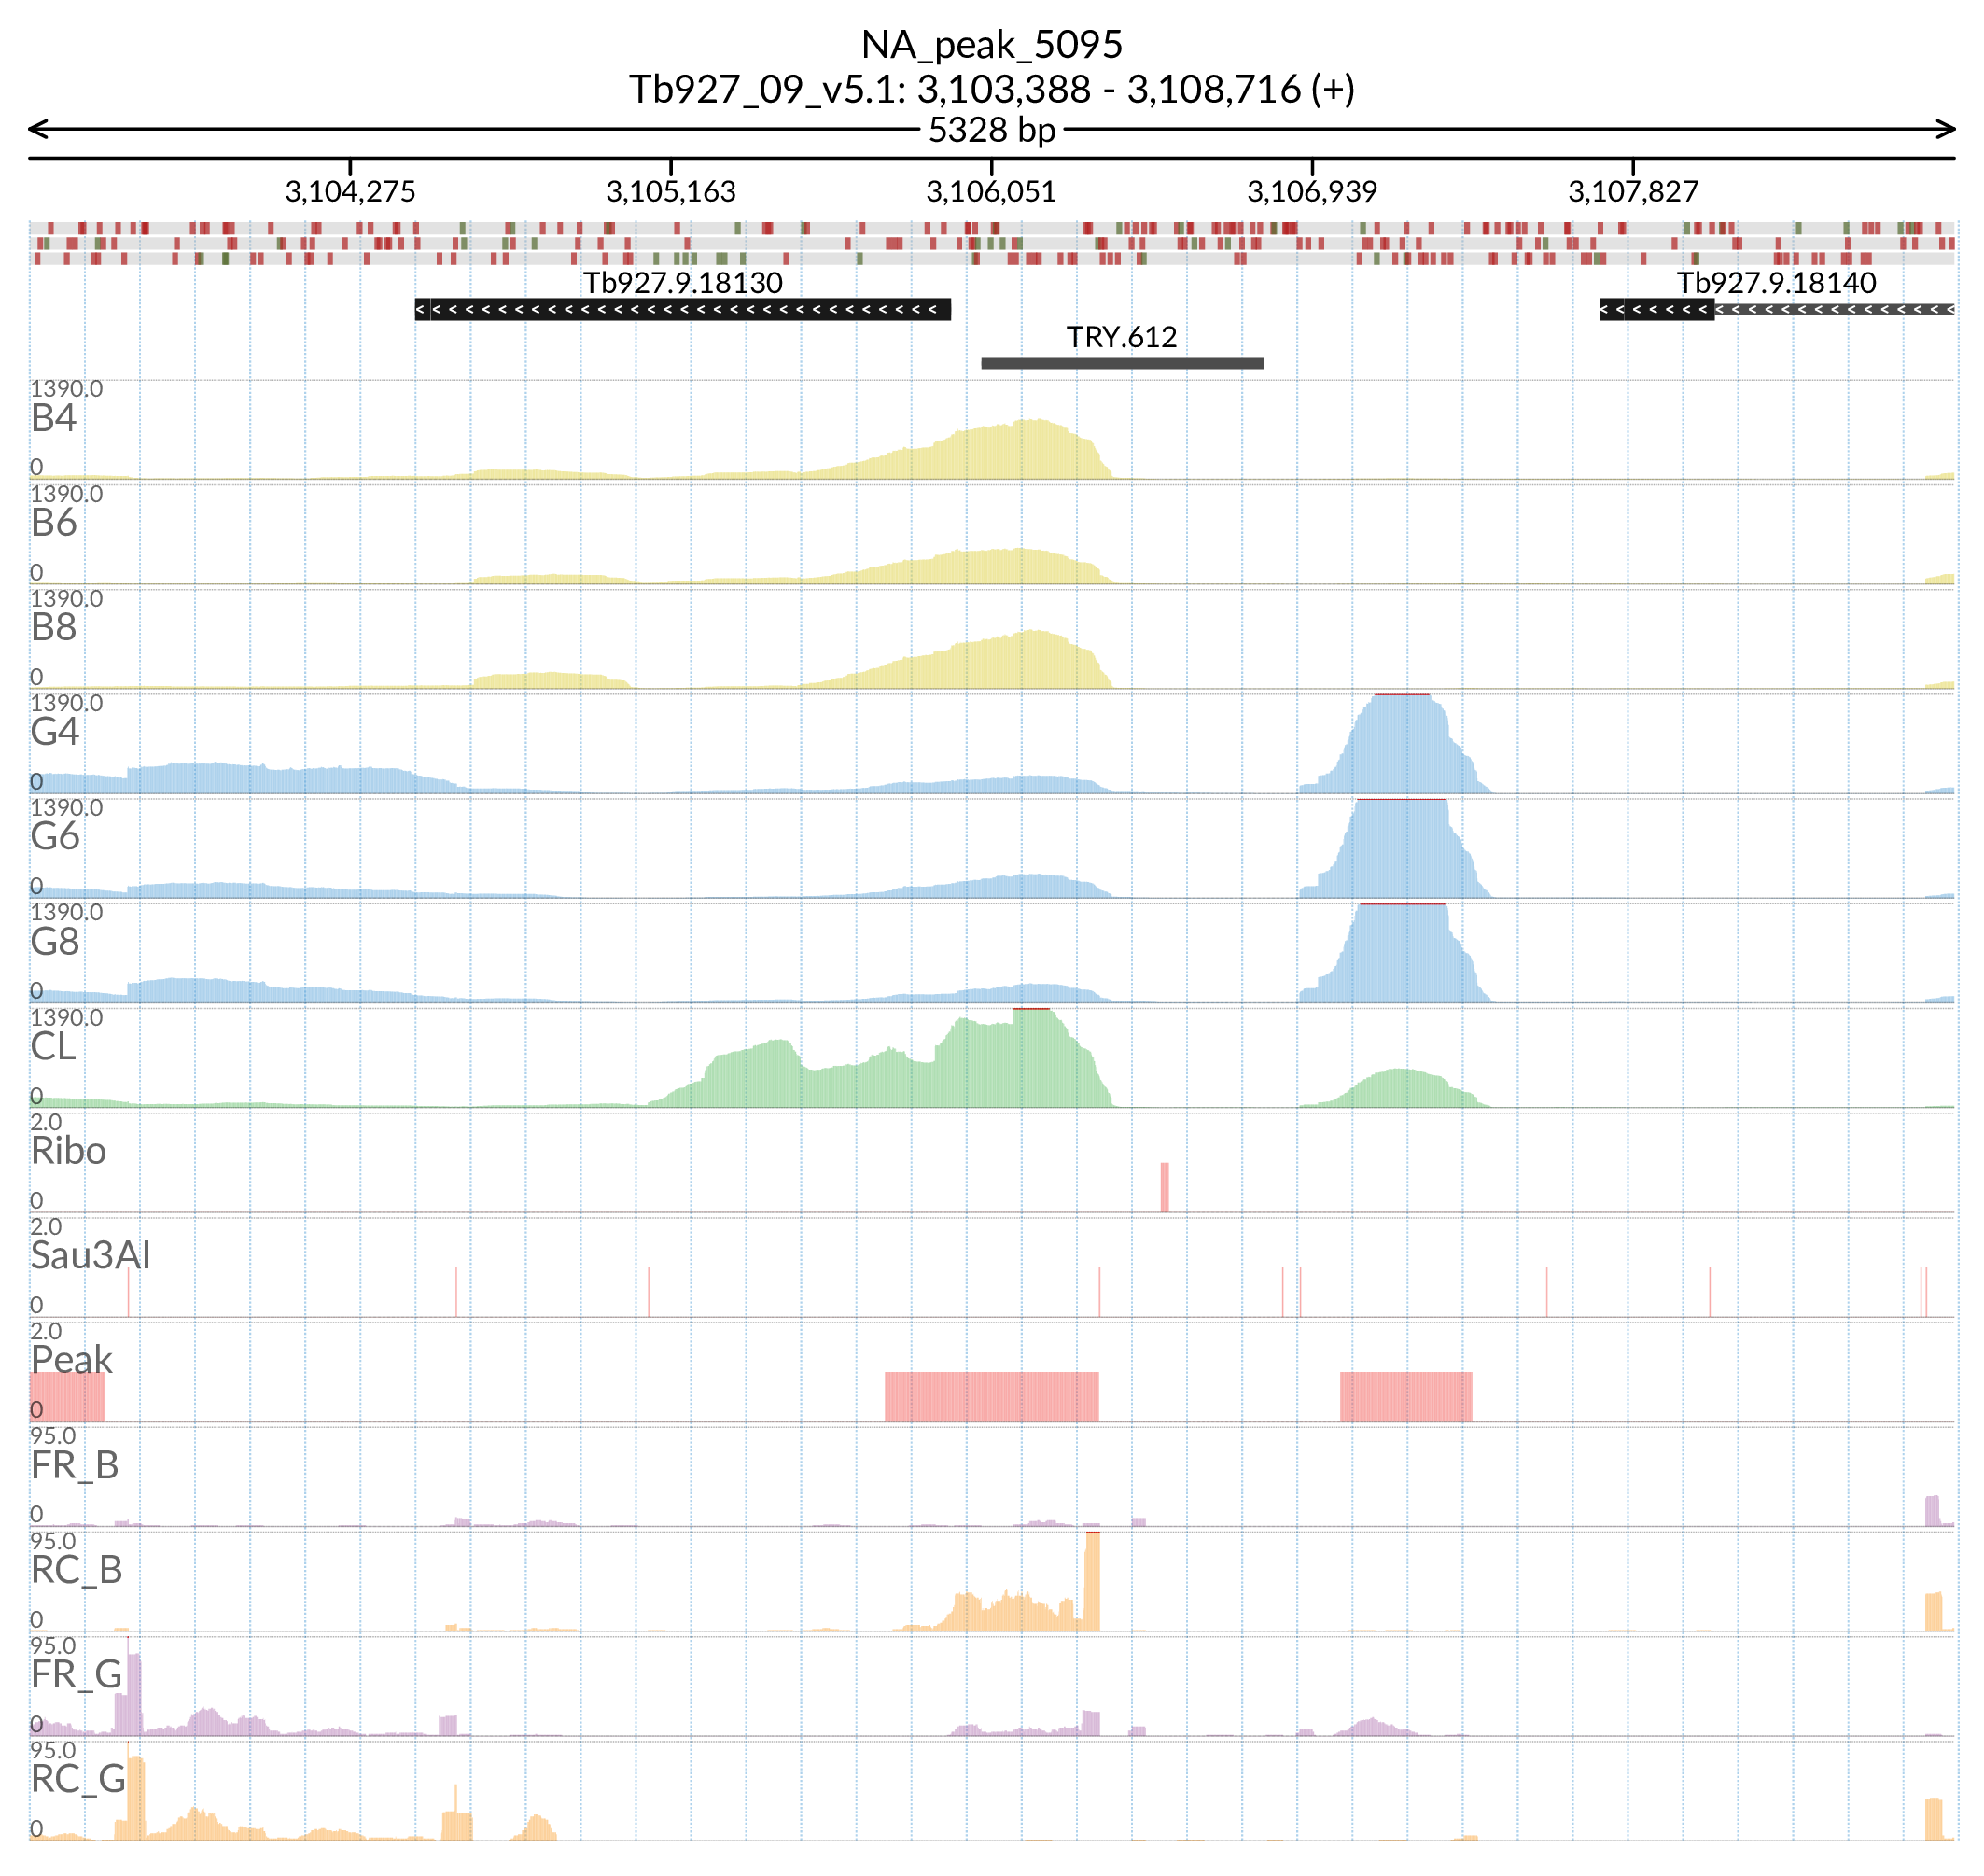 NA_peak_5095
Tb927_09_v5.1: 3,103,388 - 3,108,716 (+)
5328 bp
3,104,275 3,105,163 3,106,051 3,106,939 3,107,827
Tb927.9.18130 Tb927.9.18140
TRY.612
1390.0
B4
0
1390.0
B6
0
1390.0
B8
0
1390.0
G4
0
1390.0
G6
0
1390.0
G8
0
1390.0
CL
0
2.0
Ribo
0
2.0
Sau3AI
0
2.0
Peak
0
95.0
FR_B
0
95.0
RC_B
0
95.0
FR_G
0
95.0
RC_G
0